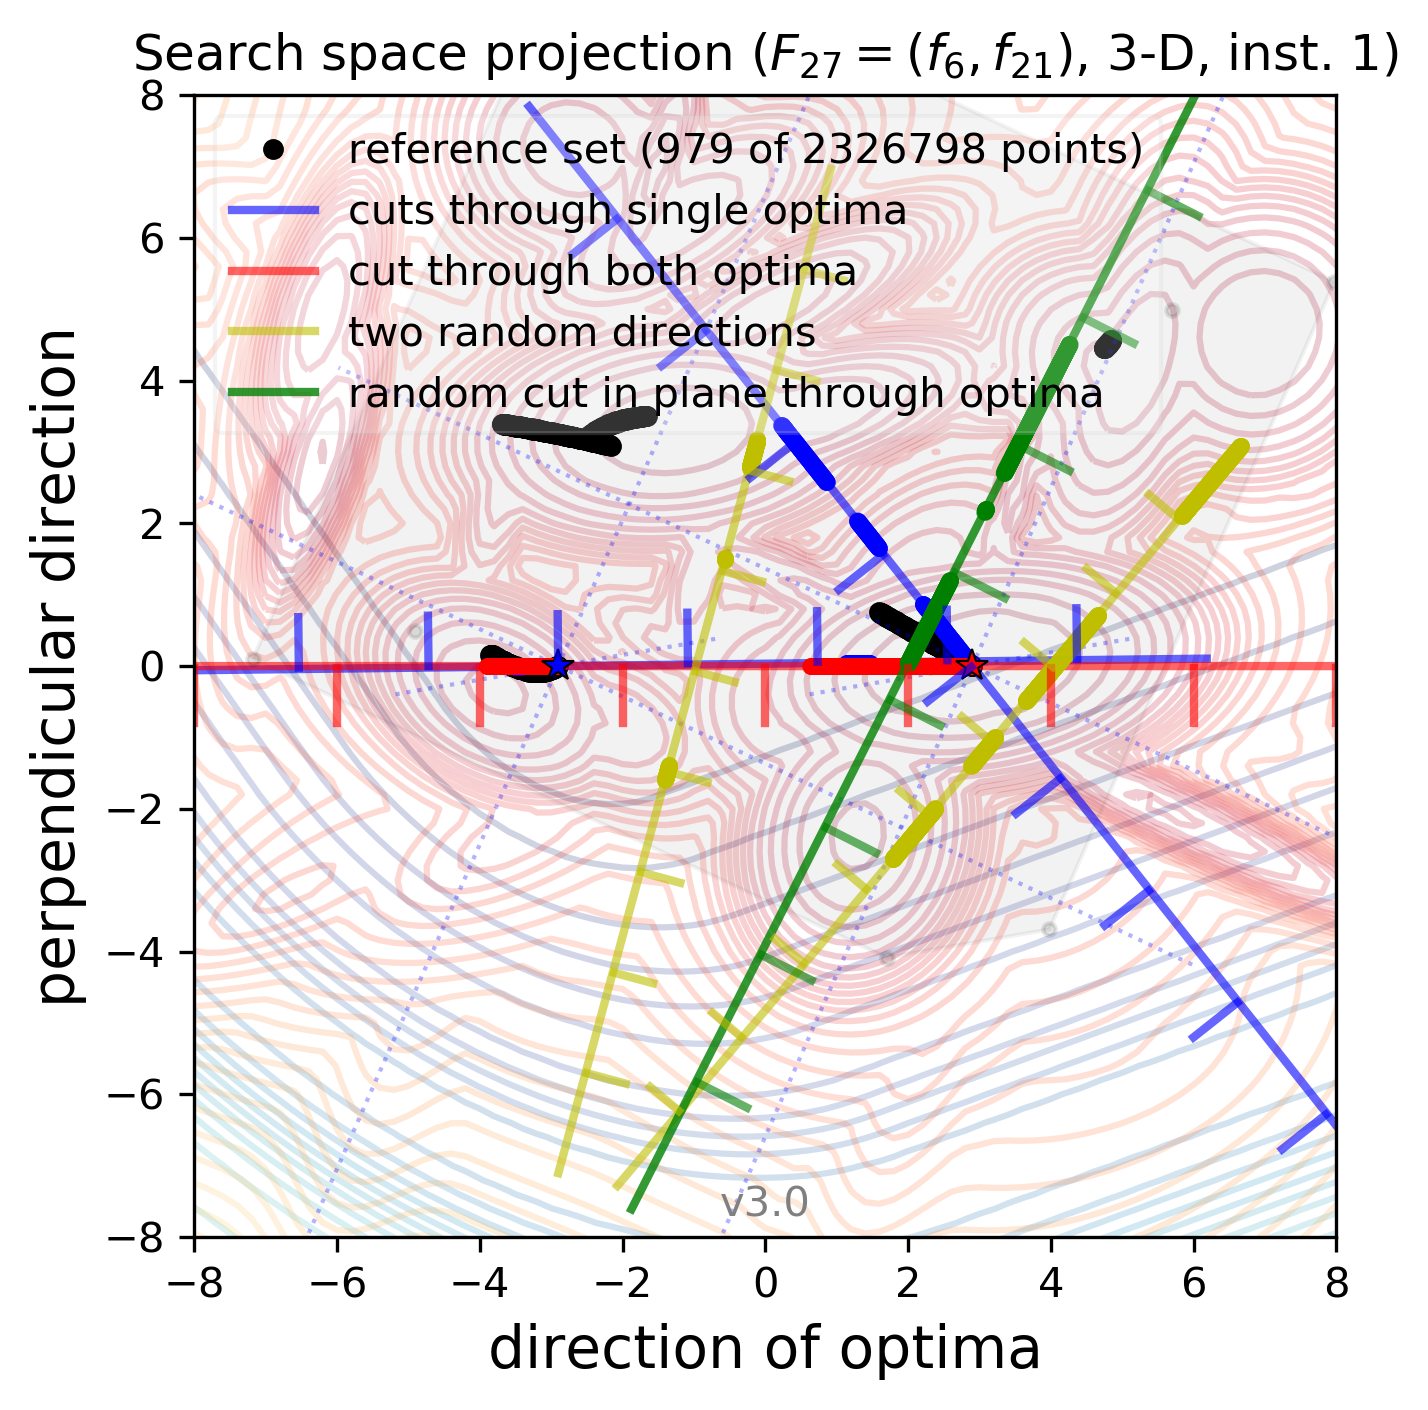 Search space projection (F27 = (f6, f21), 3-D, inst. 1)
reference set (979 of 2326798 points)
cuts through single optima
cut through both optima
two random directions
random cut in plane through optima
perpendicular direction
8
6
4
2
0
−2
−4
−6
−8
v3.0
−8 −6 −4 −2 0 2 4 6 8
direction of optima